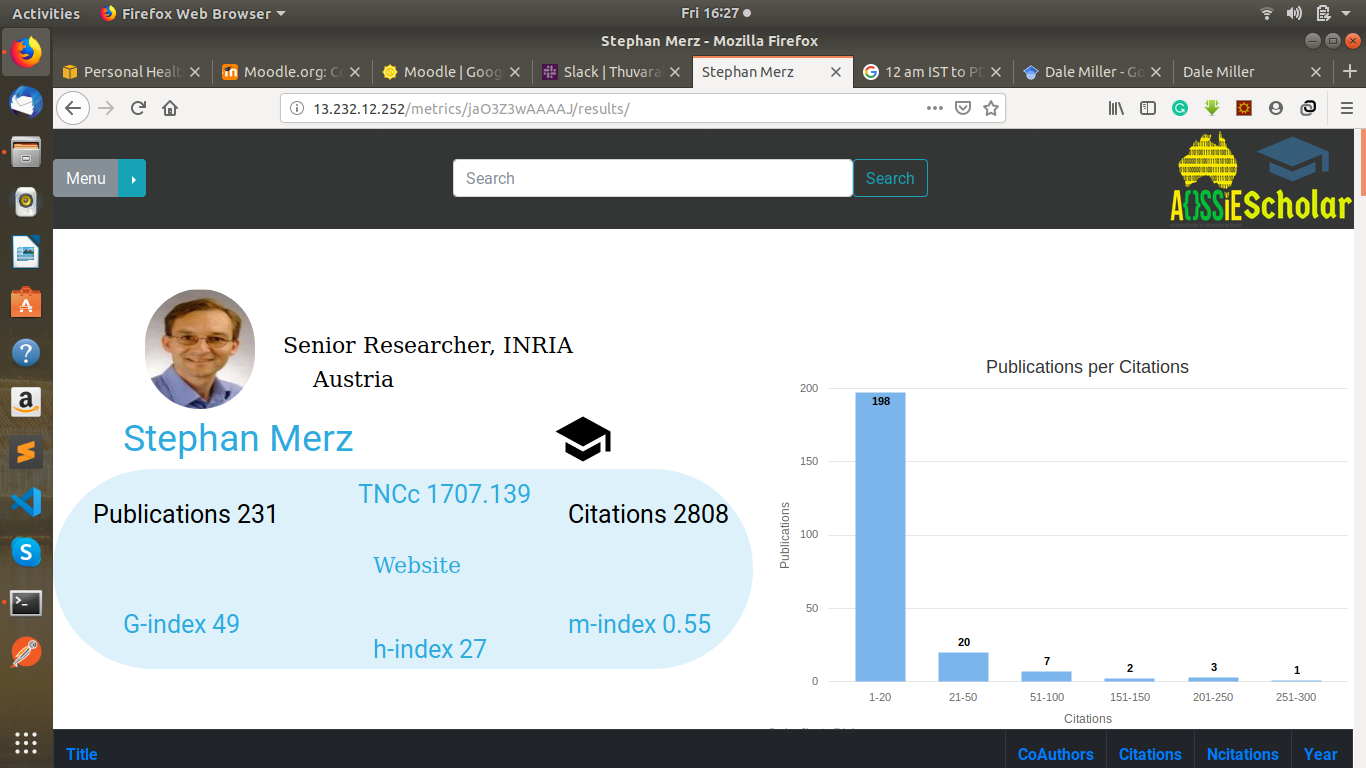 Activities Firefox Web Browser Fri 16:27
Stephan Merz - Mozilla Firefox
Personal Healt Moodle.org: Co Moodle | Goog Slack | Thuvara Stephan Merz 12 am IST to PD Dale Miller - Go Dale Miller
13.232.12.252/metrics/jaO3Z3wAAAAJ/results/
Menu Search Search
A{}SSiEScholar
Senior Researcher, INRIA
Austria
Stephan Merz
TNCc 1707.139
Publications 231 Citations 2808
Website
G-index 49 m-index 0.55
h-index 27
Publications per Citations
200
198
150
Publications
100
50
20
7
2
3
1
0
1-20 21-50 51-100 151-150 201-250 251-300
Citations
Title CoAuthors Citations Ncitations Year